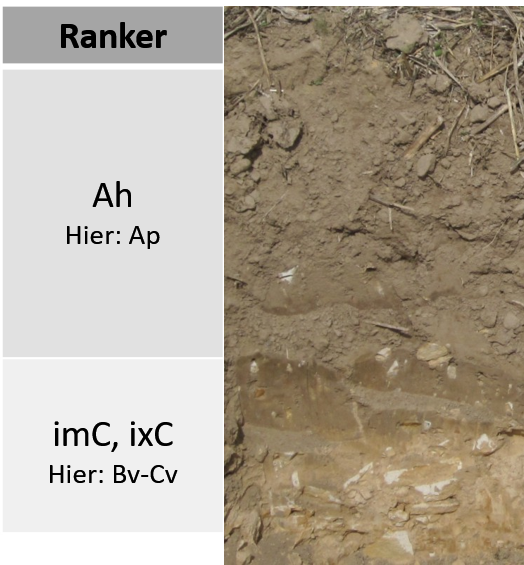 Ranker
Ah
Hier: Ap
imC, ixC
Hier: Bv-Cv